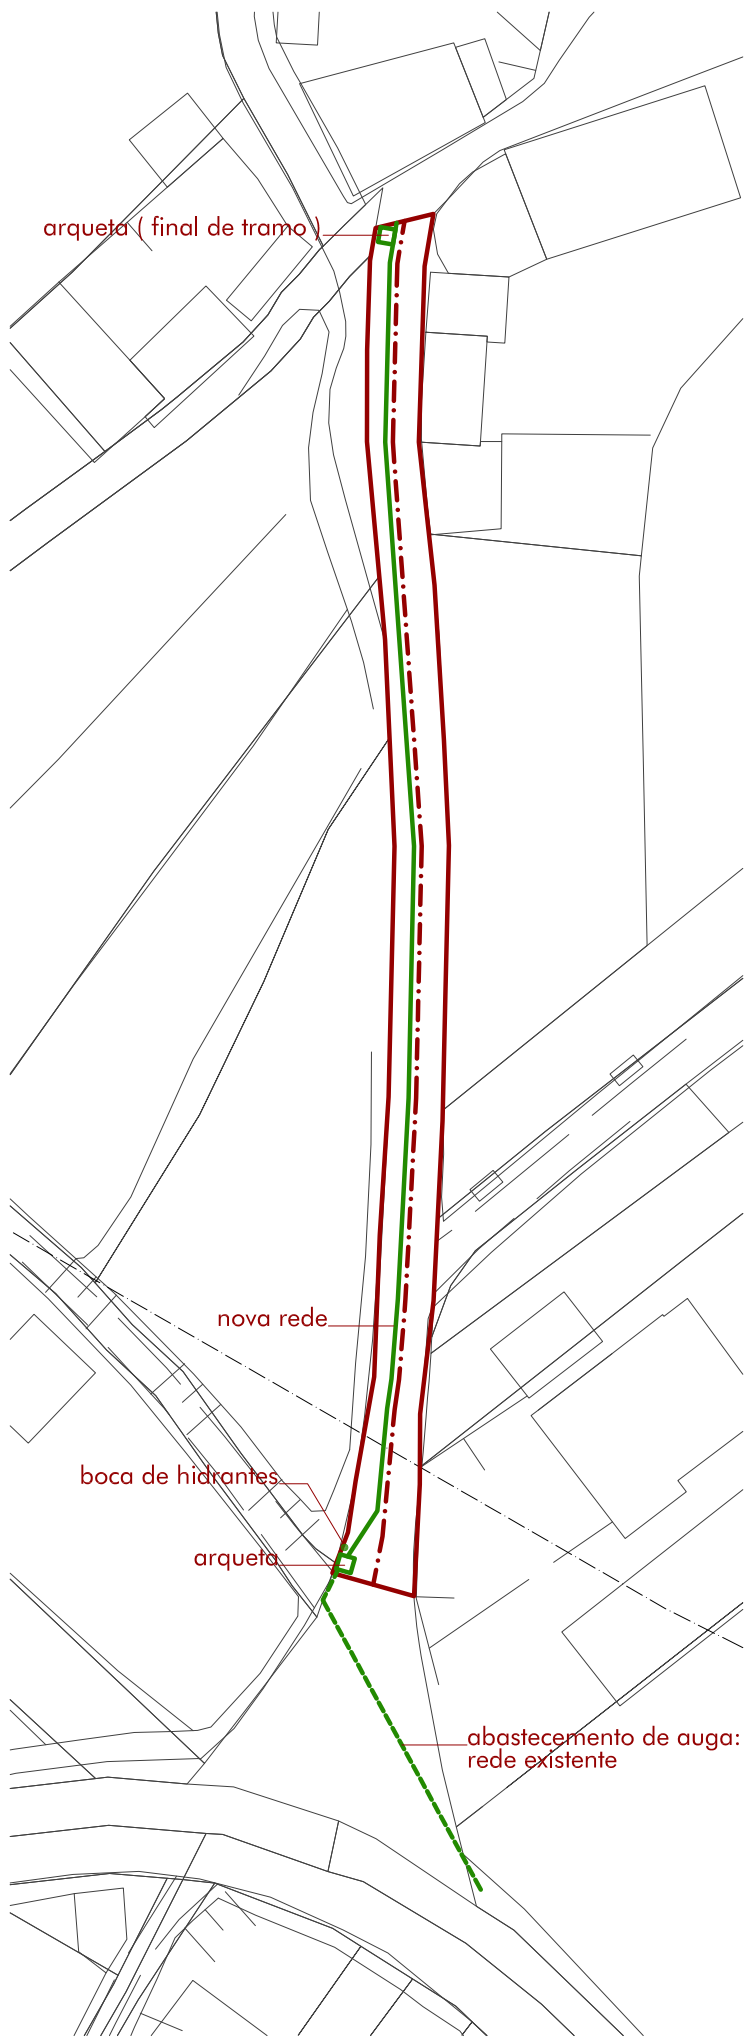 arqueta ( final de tramo )
nova rede
boca de hidrantes
arqueta
abastecemento de auga:
rede existente